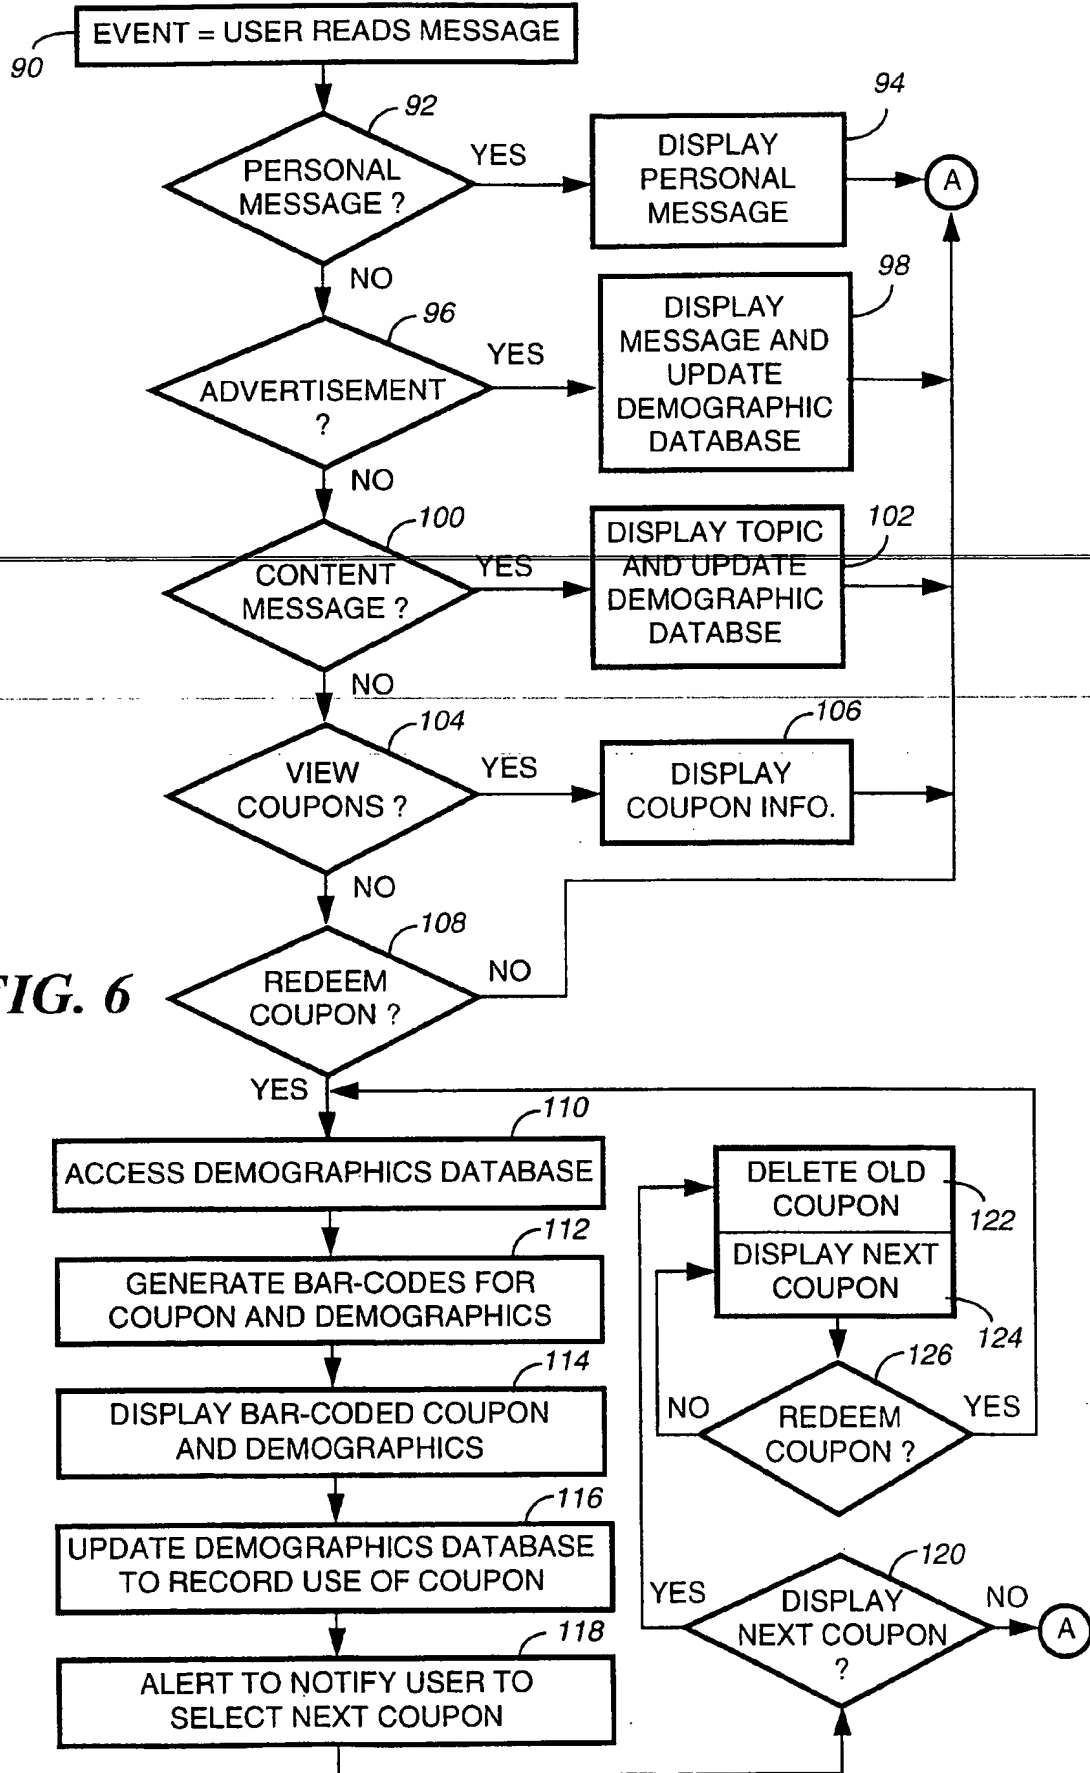 EVENT = USER READS MESSAGE
90
92
PERSONAL
MESSAGE ?
YES
DISPLAY
PERSONAL
MESSAGE
94
A
NO
96
ADVERTISEMENT
?
YES
DISPLAY
MESSAGE AND
UPDATE
DEMOGRAPHIC
DATABASE
98
NO
100
CONTENT
MESSAGE ?
YES
DISPLAY TOPIC
AND UPDATE
DEMOGRAPHIC
DATABSE
102
NO
104
VIEW
COUPONS ?
YES
DISPLAY
COUPON INFO.
106
NO
108
REDEEM
COUPON ?
NO
FIG. 6
YES
110
ACCESS DEMOGRAPHICS DATABASE
112
GENERATE BAR-CODES FOR
COUPON AND DEMOGRAPHICS
114
DISPLAY BAR-CODED COUPON
AND DEMOGRAPHICS
116
UPDATE DEMOGRAPHICS DATABASE
TO RECORD USE OF COUPON
118
ALERT TO NOTIFY USER TO
SELECT NEXT COUPON
DELETE OLD
COUPON
122
DISPLAY NEXT
COUPON
124
126
NO
REDEEM
COUPON ?
YES
120
YES
DISPLAY
NEXT COUPON
?
NO
A